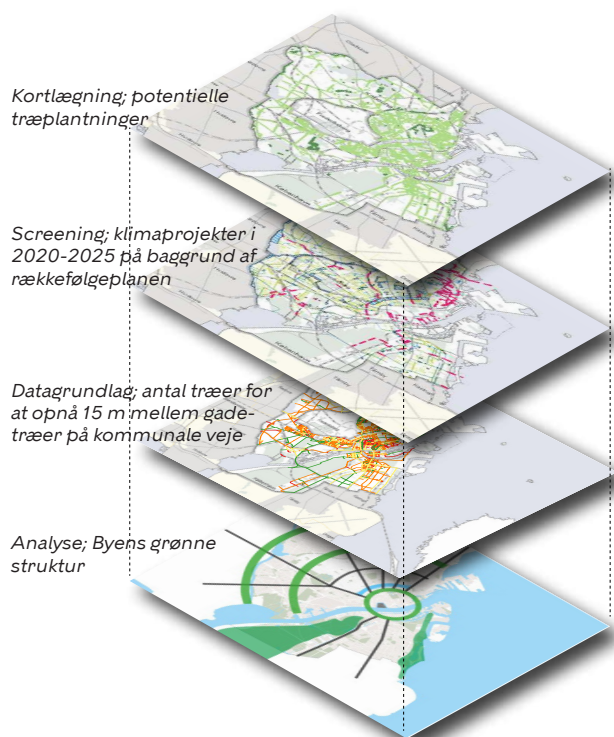 Kortlægning; potentielle
træplantninger
Screening; klimaprojekter i
2020-2025 på baggrund af
rækkefølgeplanen
Datagrundlag; antal træer for
at opnå 15 m mellem gade-
træer på kommunale veje
Analyse; Byens grønne
struktur